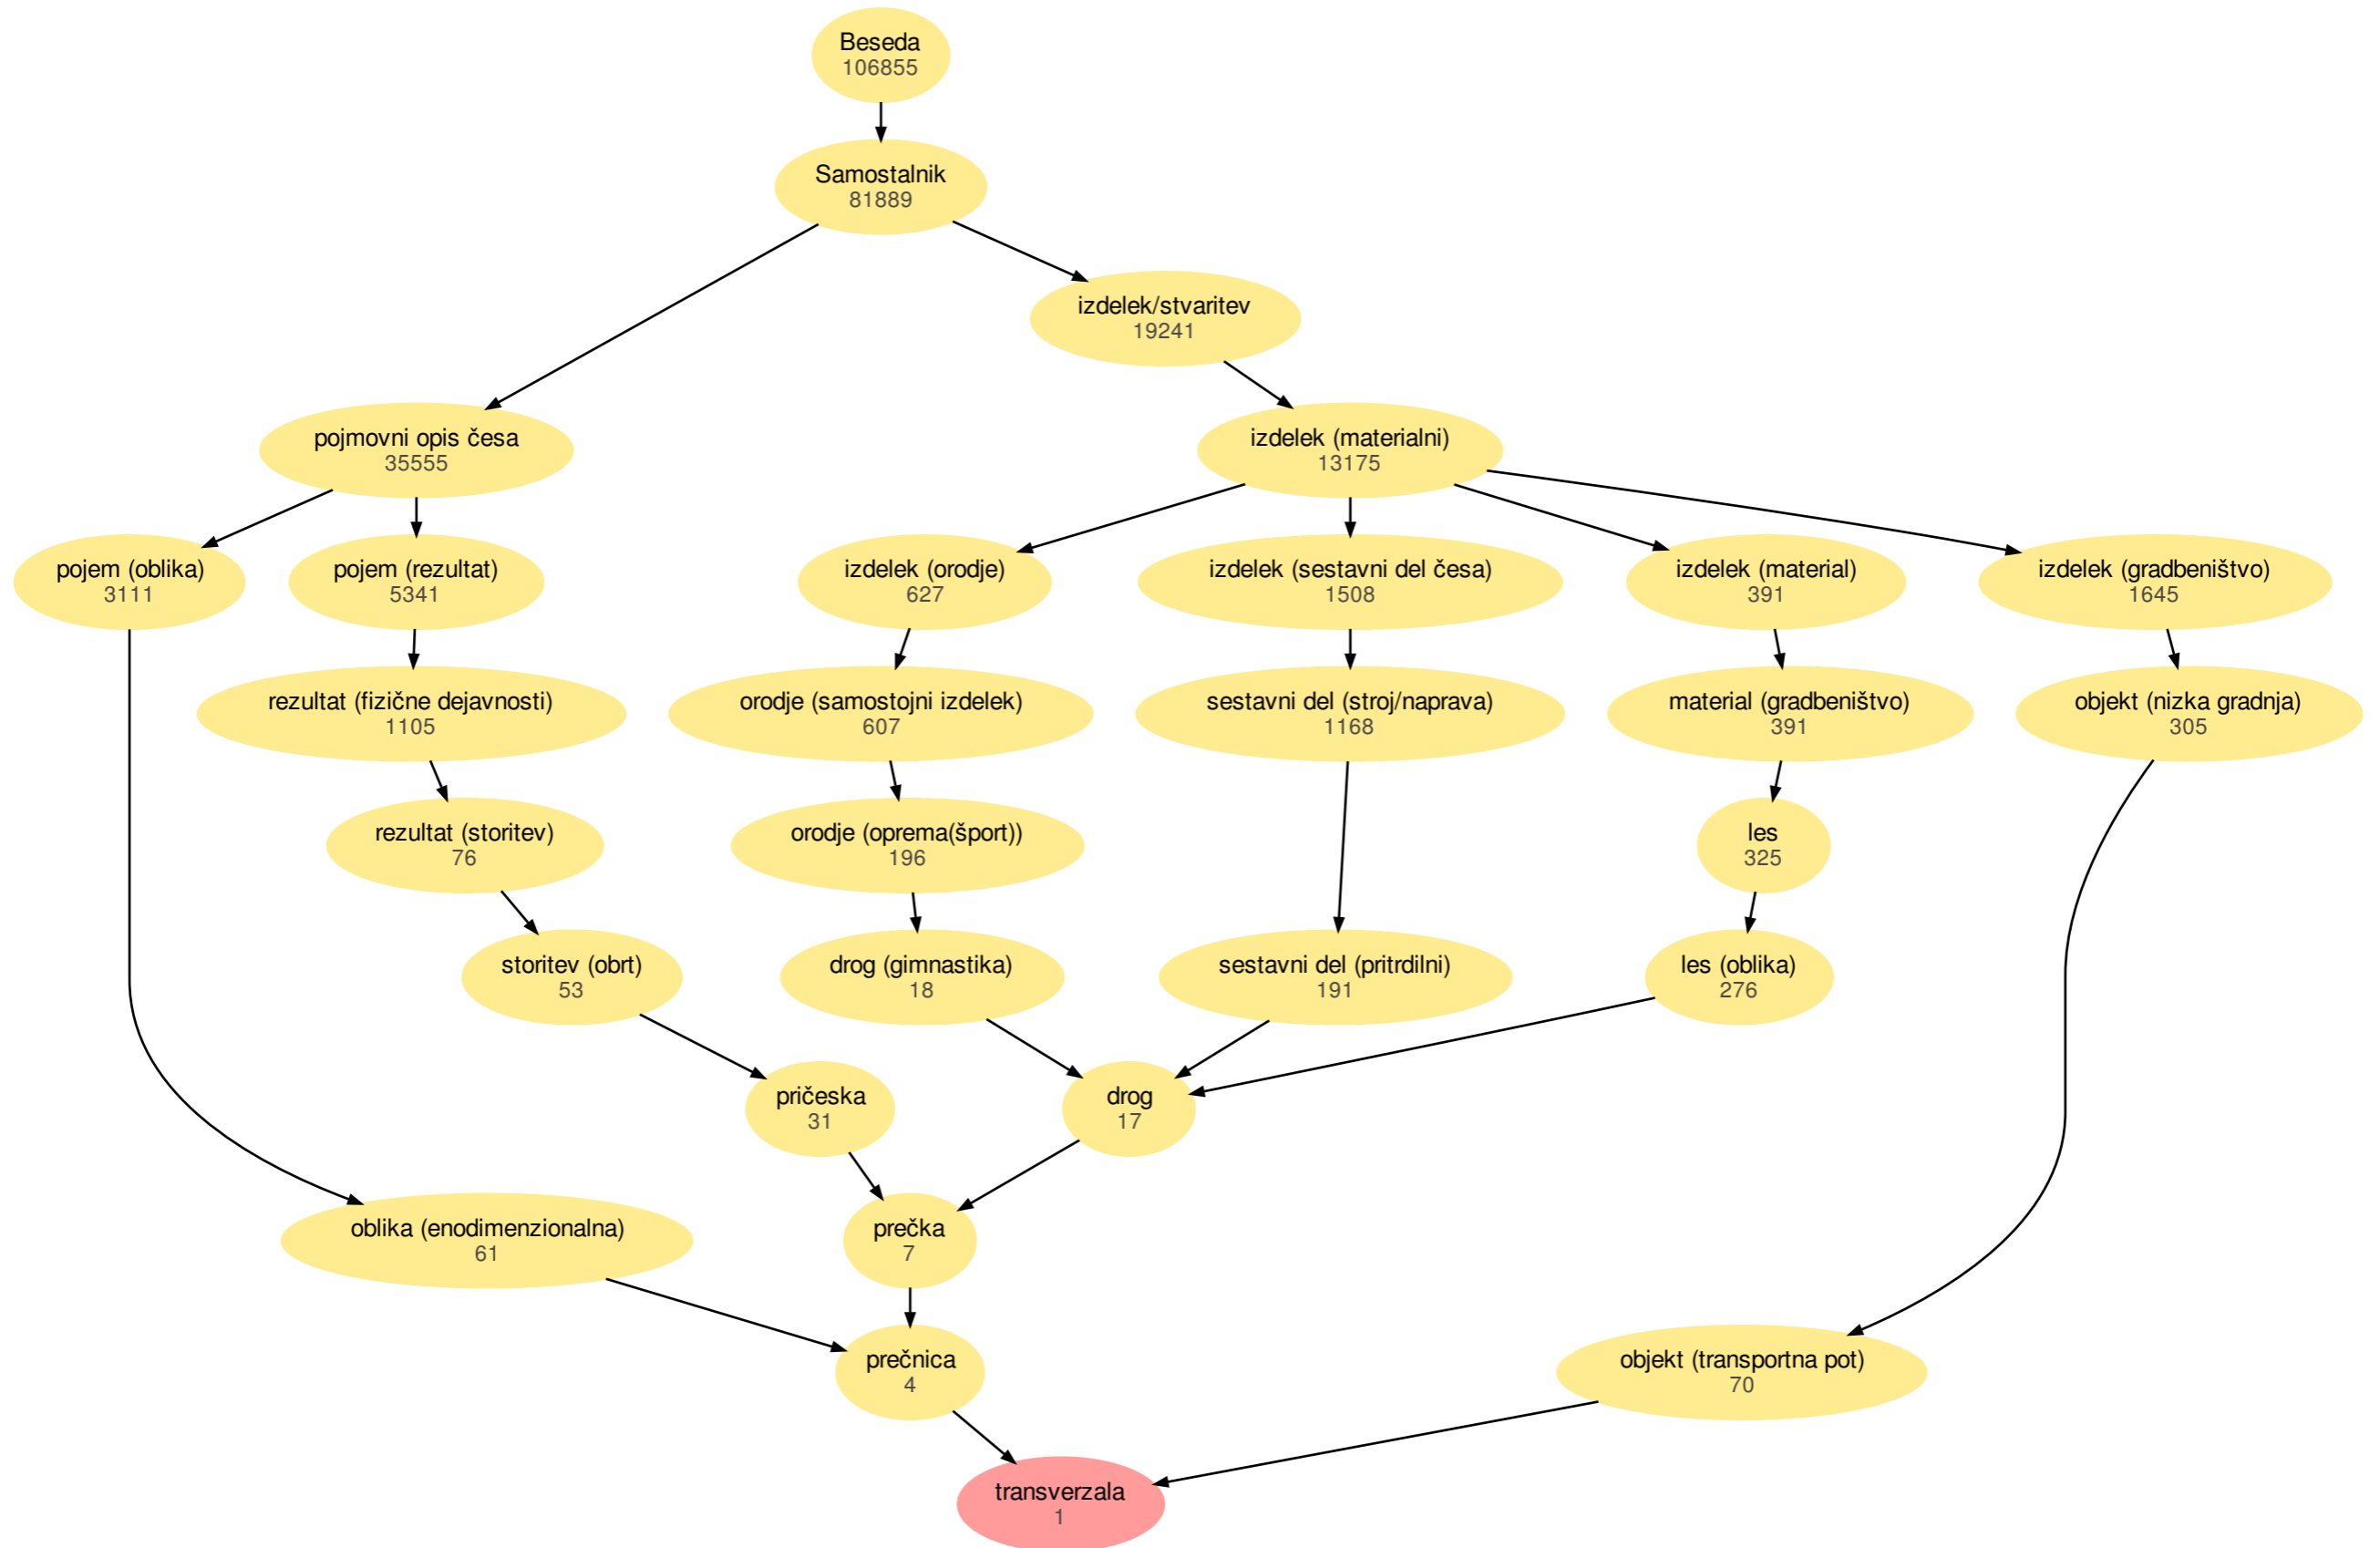 Beseda
106855
Samostalnik
81889
izdelek/stvaritev
19241
pojmovni opis česa
35555
izdelek (materialni)
13175
pojem (oblika)
3111
pojem (rezultat)
5341
izdelek (orodje)
627
izdelek (sestavni del česa)
1508
izdelek (material)
391
izdelek (gradbeništvo)
1645
rezultat (fizične dejavnosti)
1105
orodje (samostojni izdelek)
607
sestavni del (stroj/naprava)
1168
material (gradbeništvo)
391
objekt (nizka gradnja)
305
rezultat (storitev)
76
orodje (oprema(šport))
196
les
325
storitev (obrt)
53
drog (gimnastika)
18
sestavni del (pritrdilni)
191
les (oblika)
276
pričeska
31
drog
17
oblika (enodimenzionalna)
61
prečka
7
prečnica
4
objekt (transportna pot)
70
transverzala
1